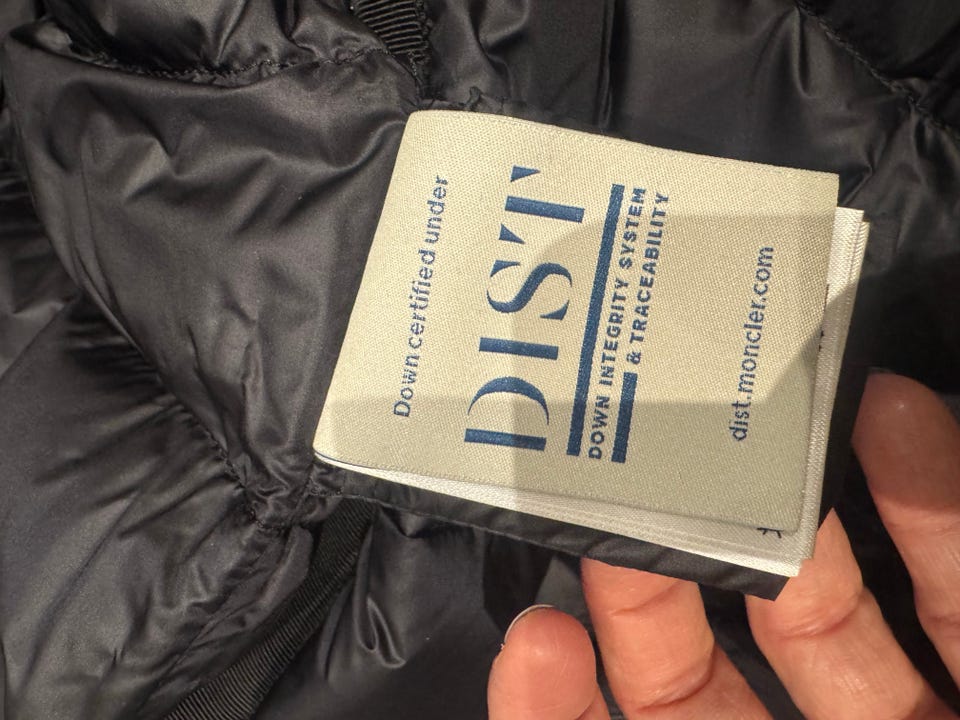 Down certified under
DIST
DOWN INTEGRITY SYSTEM
& TRACEABILITY
dist.moncler.com